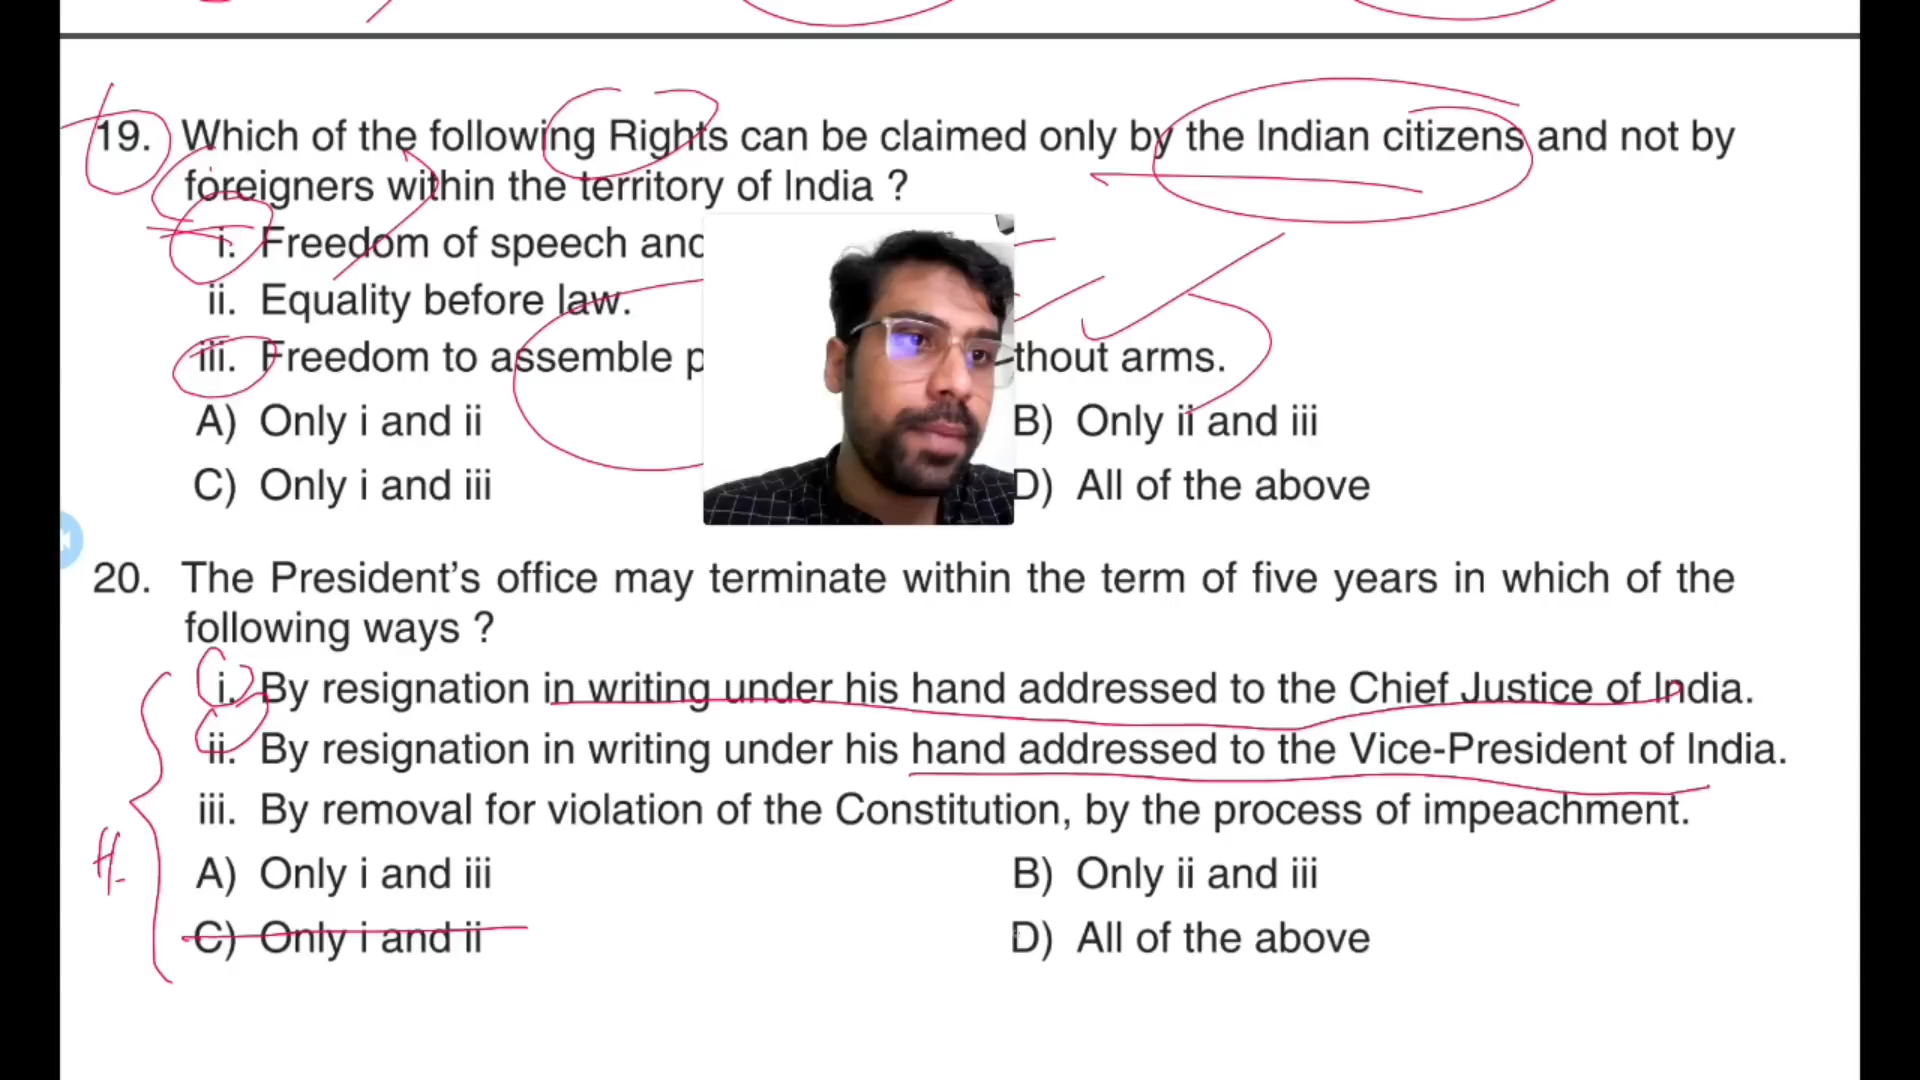 19. Which of the following Rights can be claimed only by the Indian citizens and not by
foreigners within the territory of India ?
i. Freedom of speech and
ii. Equality before law.
iii. Freedom to assemble p thout arms.
A) Only i and ii B) Only ii and iii
C) Only i and iii D) All of the above
20. The President's office may terminate within the term of five years in which of the
following ways ?
i. By resignation in writing under his hand addressed to the Chief Justice of India.
ii. By resignation in writing under his hand addressed to the Vice-President of India.
iii. By removal for violation of the Constitution, by the process of impeachment.
A) Only i and iii B) Only ii and iii
C) Only i and ii D) All of the above